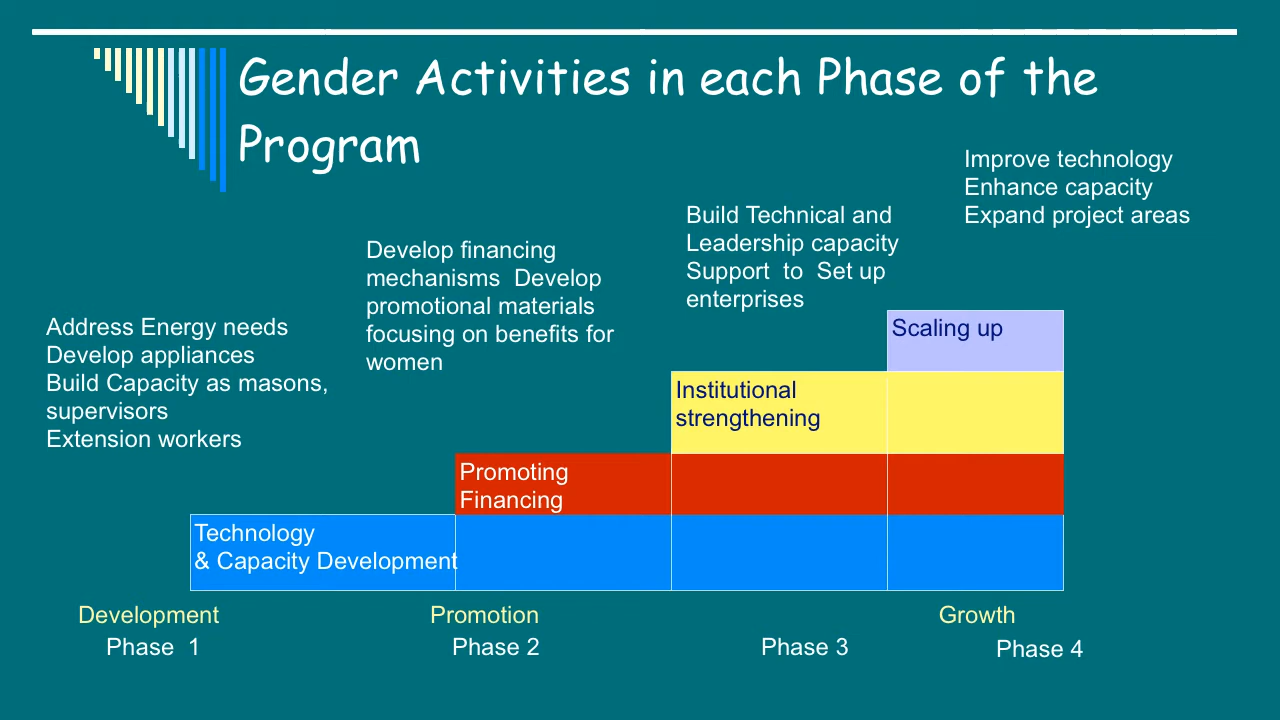 Gender Activities in each Phase of the
Program
Improve technology
Enhance capacity
Expand project areas
Build Technical and
Leadership capacity
Support to Set up
enterprises
Develop financing
mechanisms Develop
promotional materials
focusing on benefits for
women
Address Energy needs
Develop appliances
Build Capacity as masons,
supervisors
Extension workers
Scaling up
Institutional
strengthening
Promoting
Financing
Technology
& Capacity Development
Development
Promotion
Growth
Phase 1
Phase 2
Phase 3
Phase 4